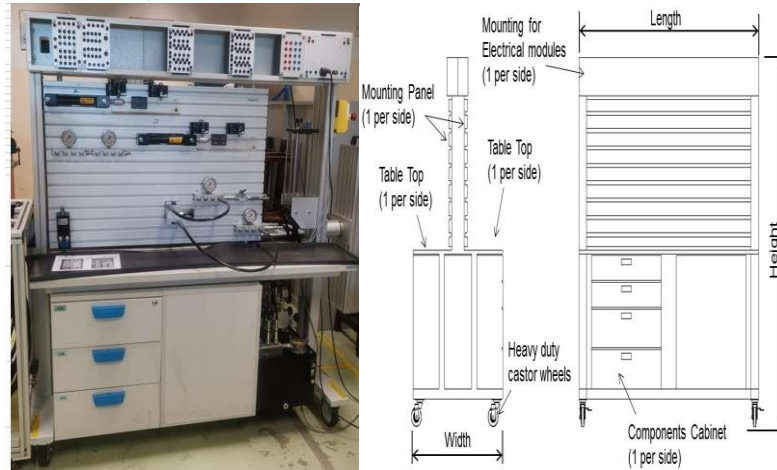 Mounting for
Electrical modules
(1 per side)
Length
Mounting Panel
(1 per side)
Table Top
(1 per side)
Table Top
(1 per side)
Height
Heavy duty
castor wheels
Width
Components Cabinet
(1 per side)